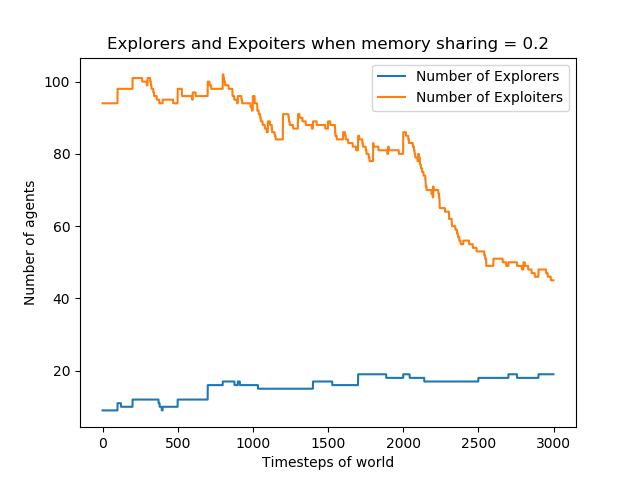 Explorers and Expoiters when memory sharing = 0.2
Number of Explorers
Number of Exploiters
Number of agents
100
80
60
40
20
0 500 1000 1500 2000 2500 3000
Timesteps of world